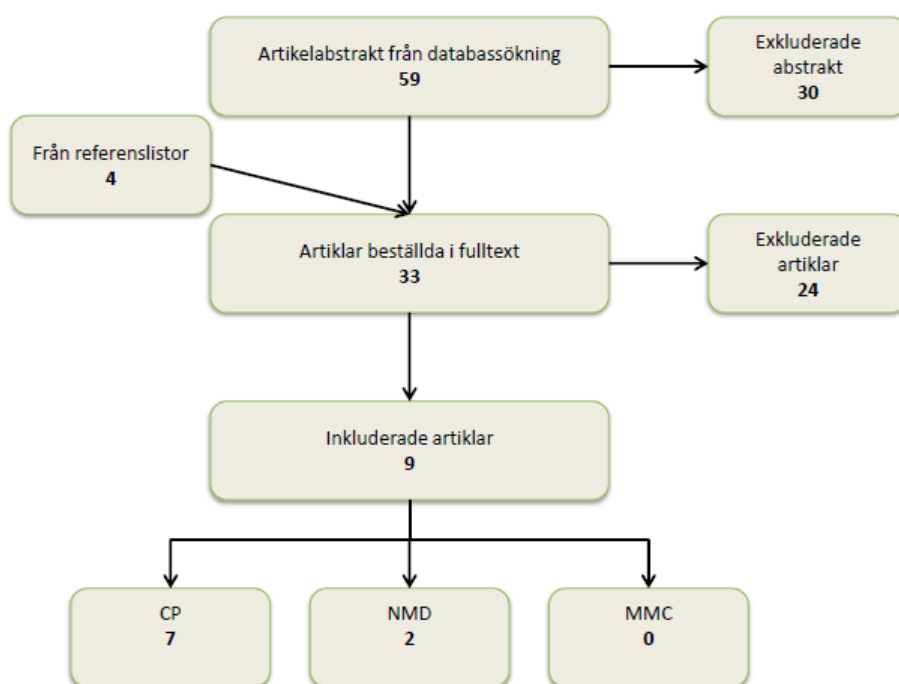 Artikelabstrakt från databassökning
59
Exkluderade
abstrakt
30
Från referenslistor
4
Artiklar beställda i fulltext
33
Exkluderade
artiklar
24
Inkluderade artiklar
9
CP
7
NMD
2
MMC
0